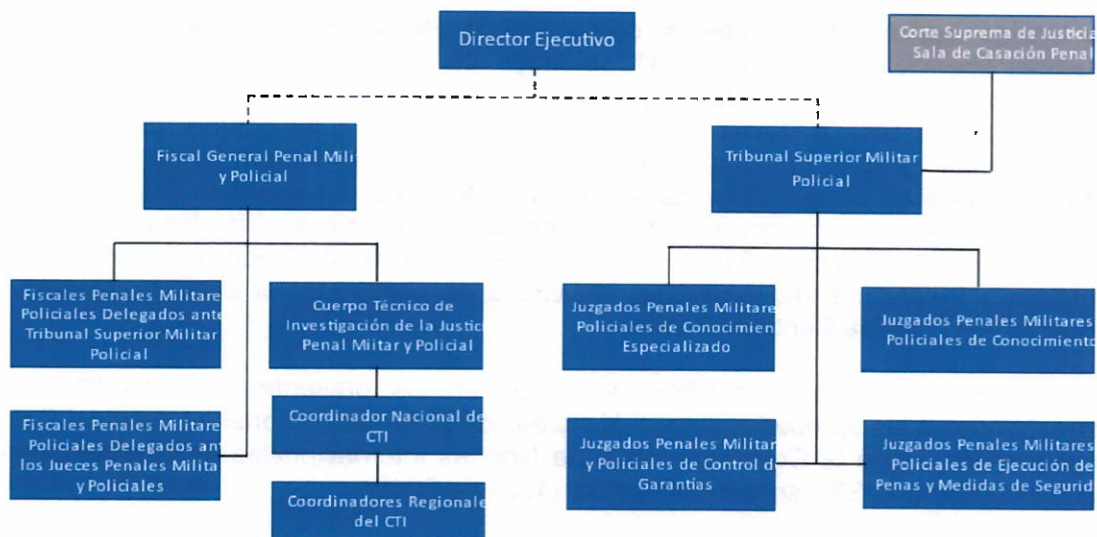 Director Ejecutivo
Corte Suprema de Justicia
Sala de Casación Penal
Fiscal General Penal Milit
y Policial
Tribunal Superior Militar
Policial
Fiscales Penales Militare
Policiales Delegados ante
Tribunal Superior Militar
Policial
Cuerpo Técnico de
Investigación de la Justic
Penal Miitar y Policial
Juzgados Penales Militare
Policiales de Conocimien
Especializado
Juzgados Penales Militares
Policiales de Conocimiento
Fiscales Penales Militare
Policiales Delegados ant
los Jueces Penales Milita
y Policiales
Coordinador Nacional de
CTI
Juzgados Penales Militar
y Policiales de Control d
Garantías
Juzgados Penales Militares
Policiales de Ejecución de
Penas y Medidas de Segurid
Coordinadores Regionale
del CTI